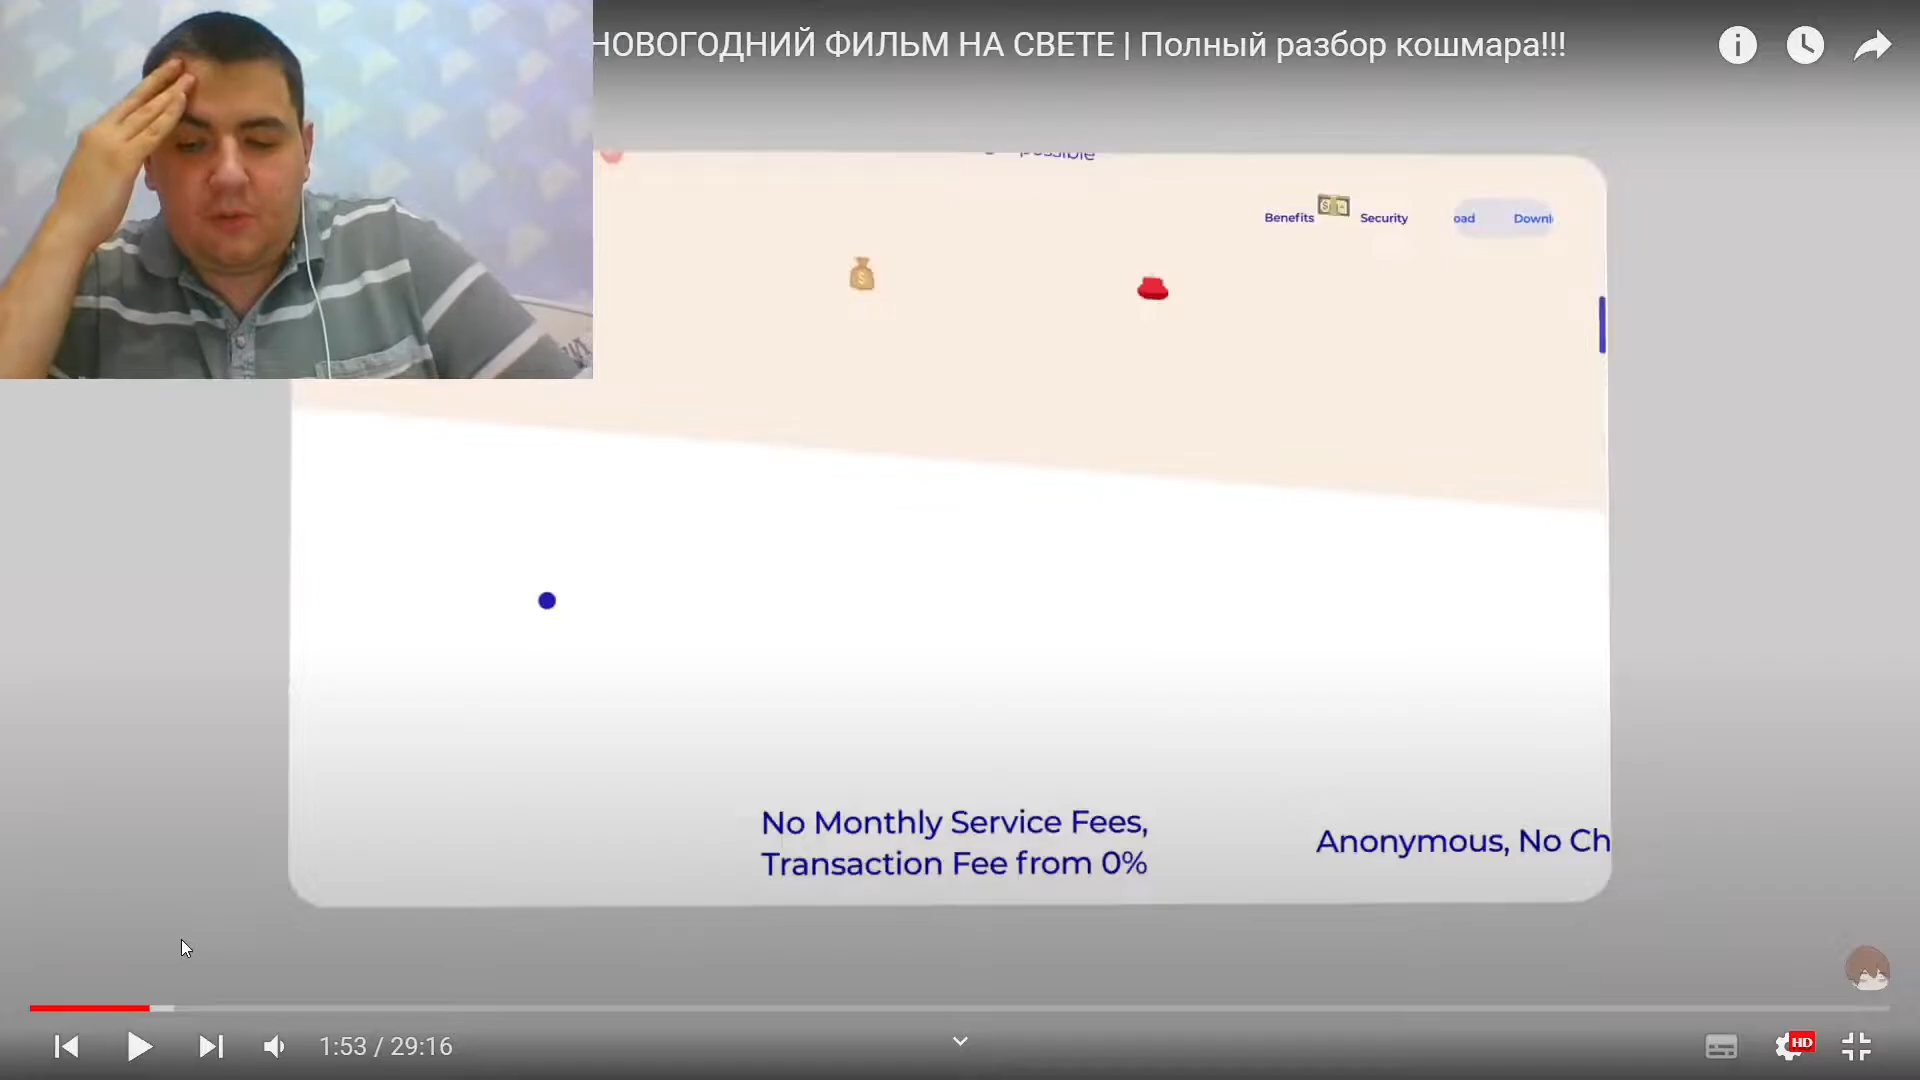 НОВОГОДНИЙ ФИЛЬМ НА СВЕТЕ | Полный разбор кошмара!!!
possible
Benefits
Security
oad
Downl
No Monthly Service Fees,
Transaction Fee from 0%
Anonymous, No Ch
1:53 / 29:16
HD